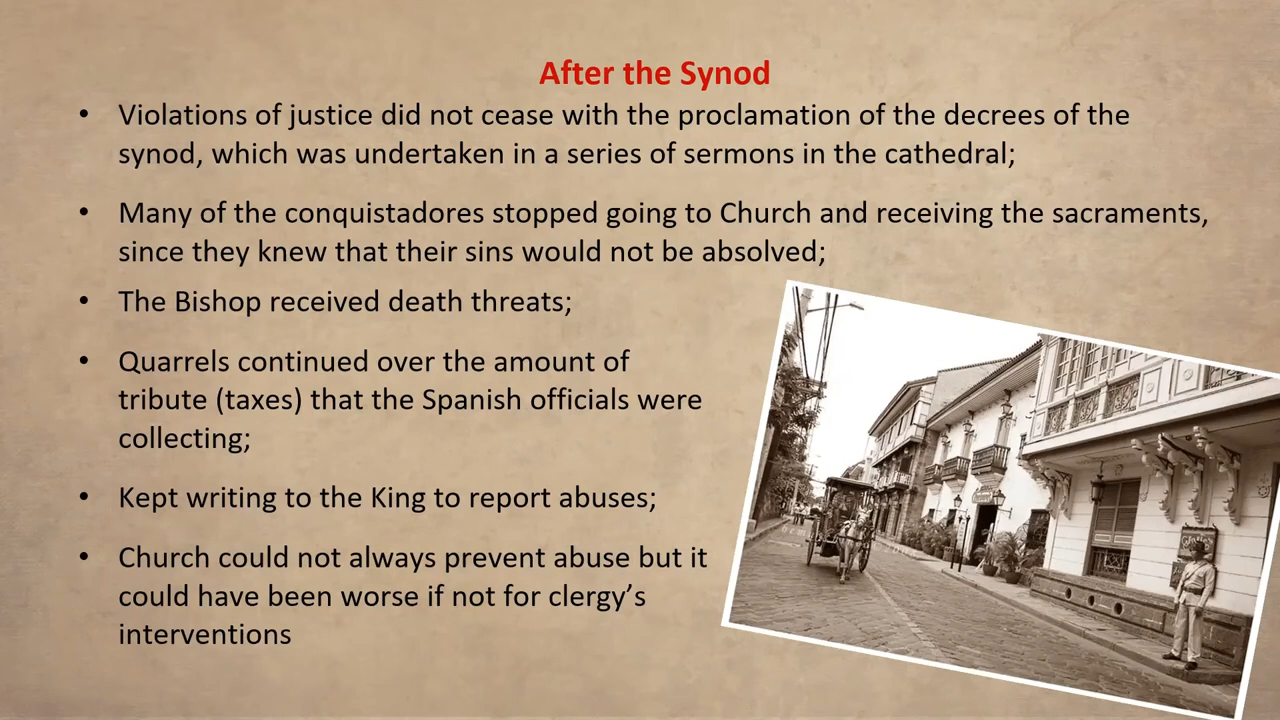 After the Synod
• Violations of justice did not cease with the proclamation of the decrees of the
synod, which was undertaken in a series of sermons in the cathedral;
• Many of the conquistadores stopped going to Church and receiving the sacraments,
since they knew that their sins would not be absolved;
• The Bishop received death threats;
• Quarrels continued over the amount of
tribute (taxes) that the Spanish officials were
collecting;
• Kept writing to the King to report abuses;
• Church could not always prevent abuse but it
could have been worse if not for clergy’s
interventions